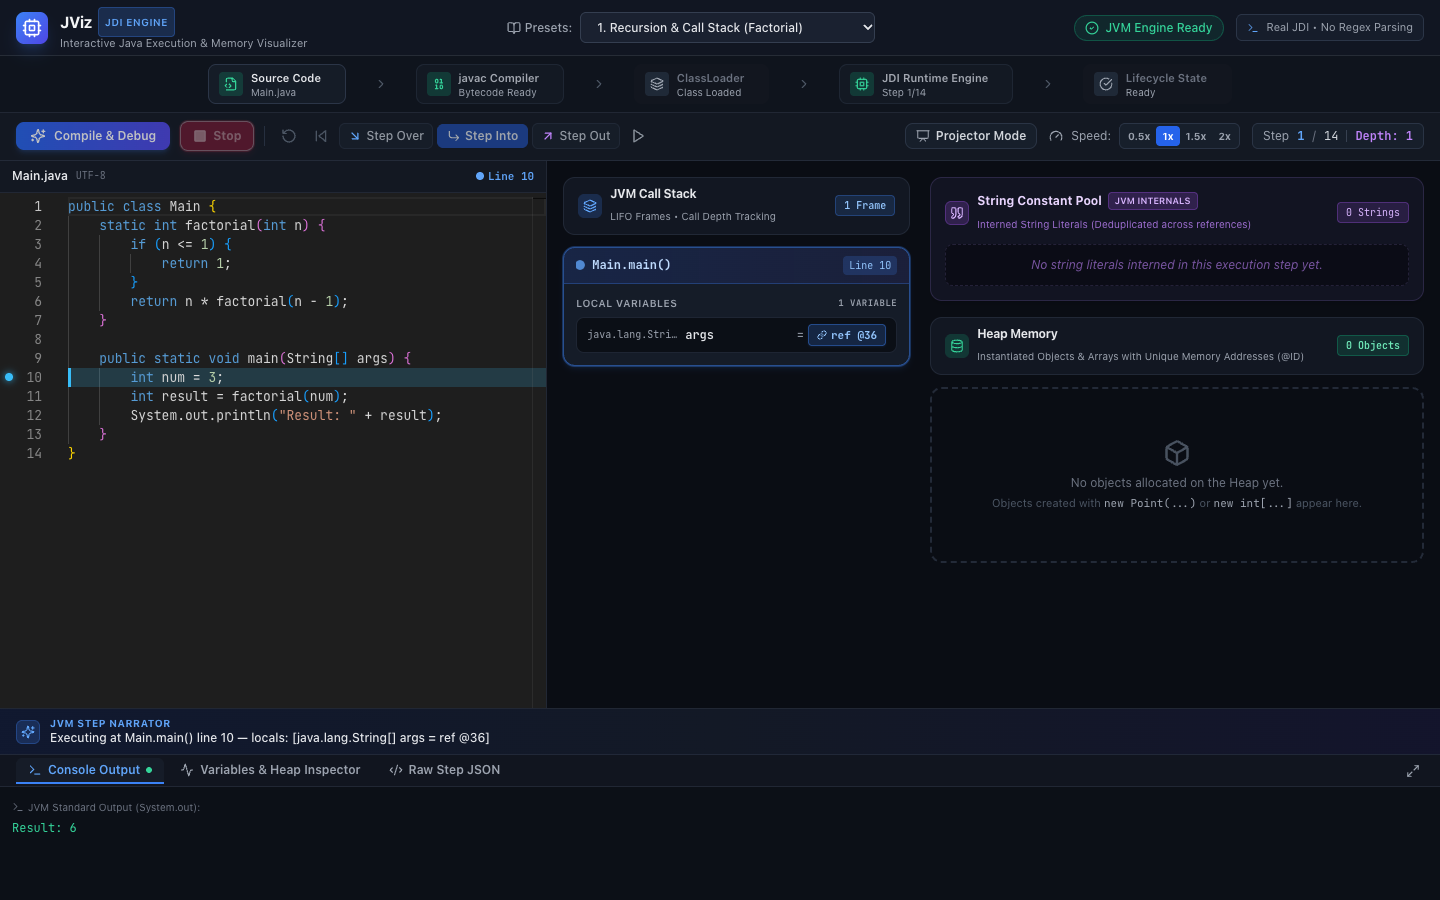 JViz JDI ENGINE
Interactive Java Execution & Memory Visualizer
Presets: 1. Recursion & Call Stack (Factorial)
JVM Engine Ready
Real JDI • No Regex Parsing
Source Code
Main.java
javac Compiler
Bytecode Ready
ClassLoader
Class Loaded
JDI Runtime Engine
Step 1/14
Lifecycle State
Ready
Compile & Debug
Stop
Step Over
Step Into
Step Out
Projector Mode
Speed: 0.5x 1x 1.5x 2x
Step 1 / 14 | Depth: 1
Main.java UTF-8
Line 10
1 public class Main {
2 static int factorial(int n) {
3 if (n <= 1) {
4 return 1;
5 }
6 return n * factorial(n - 1);
7 }
8
9 public static void main(String[] args) {
10 int num = 3;
11 int result = factorial(num);
12 System.out.println("Result: " + result);
13 }
14 }
JVM Call Stack
LIFO Frames • Call Depth Tracking
1 Frame
Main.main()
Line 10
LOCAL VARIABLES
1 VARIABLE
java.lang.Stri… args = ref @36
String Constant Pool JVM INTERNALS
Interned String Literals (Deduplicated across references)
0 Strings
No string literals interned in this execution step yet.
Heap Memory
Instantiated Objects & Arrays with Unique Memory Addresses (@ID)
0 Objects
No objects allocated on the Heap yet.
Objects created with new Point(...) or new int[...] appear here.
JVM STEP NARRATOR
Executing at Main.main() line 10 — locals: [java.lang.String[] args = ref @36]
Console Output
Variables & Heap Inspector
Raw Step JSON
JVM Standard Output (System.out):
Result: 6